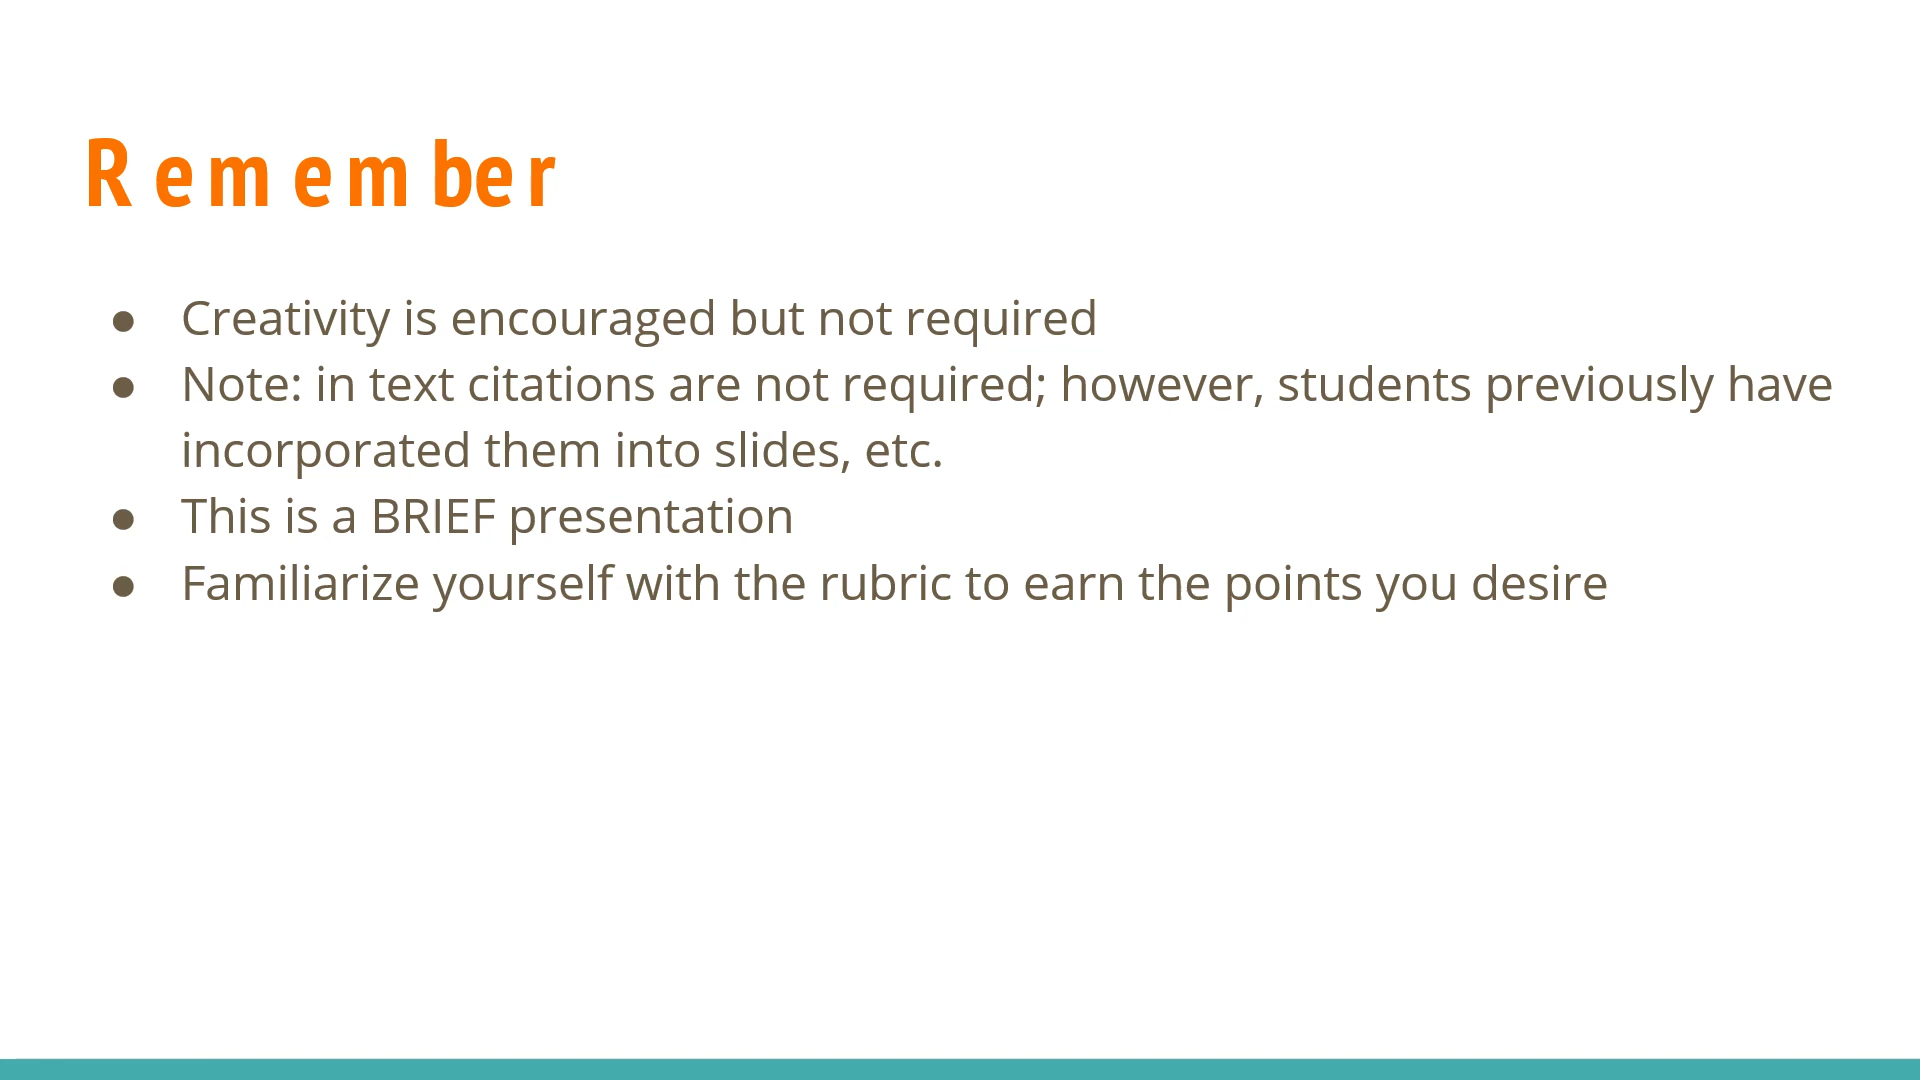 Remember
● Creativity is encouraged but not required
● Note: in text citations are not required; however, students previously have
incorporated them into slides, etc.
● This is a BRIEF presentation
● Familiarize yourself with the rubric to earn the points you desire